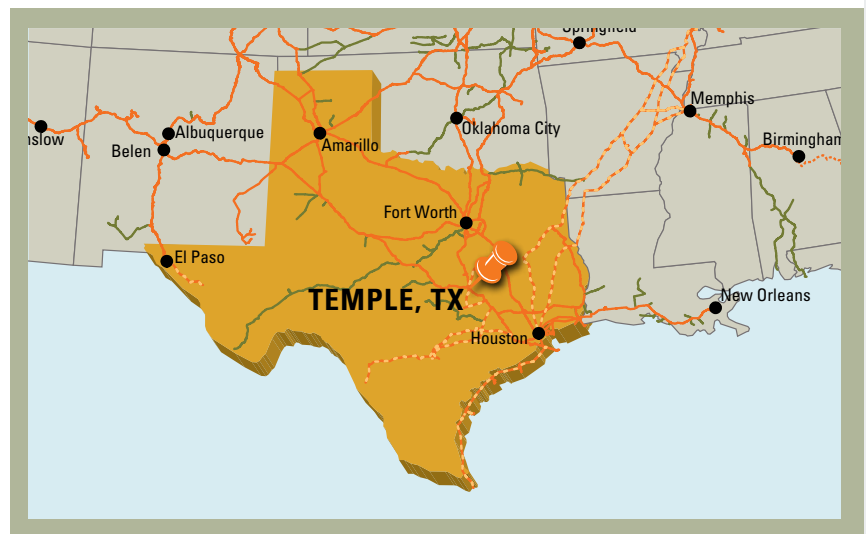 Springfield
Memphis
Albuquerque
nslow
Belen
Amarillo
Oklahoma City
Birmingham
Fort Worth
El Paso
TEMPLE, TX
New Orleans
Houston